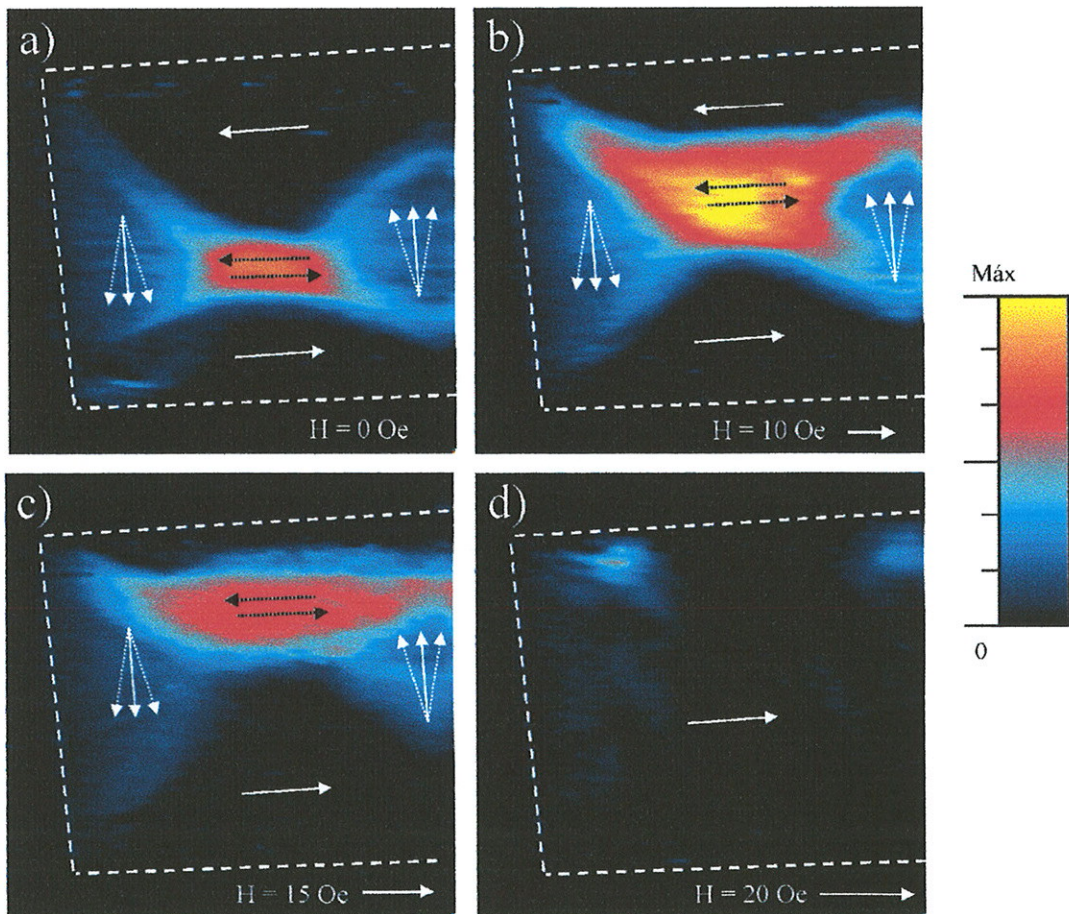 a)
b)
H = 0 Oe
H = 10 Oe
Máx
0
c)
d)
H = 15 Oe
H = 20 Oe